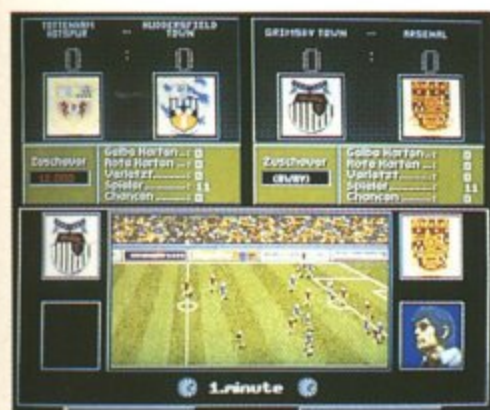 TOTTENHAM HOTSPUR -- HUDDERSFIELD TOWN
0 : 0
GRIMSBY TOWN -- ARSENAL
0 : 0
Zuschauer
Gelbe Karten..: 0
Rote Karten...: 0
Verletzt......: 0
Spieler.......: 11
Chancen.......: 0
Zuschauer
(AWAY)
Gelbe Karten..: 0
Rote Karten...: 0
Verletzt......: 0
Spieler.......: 11
Chancen.......: 0
1.minute